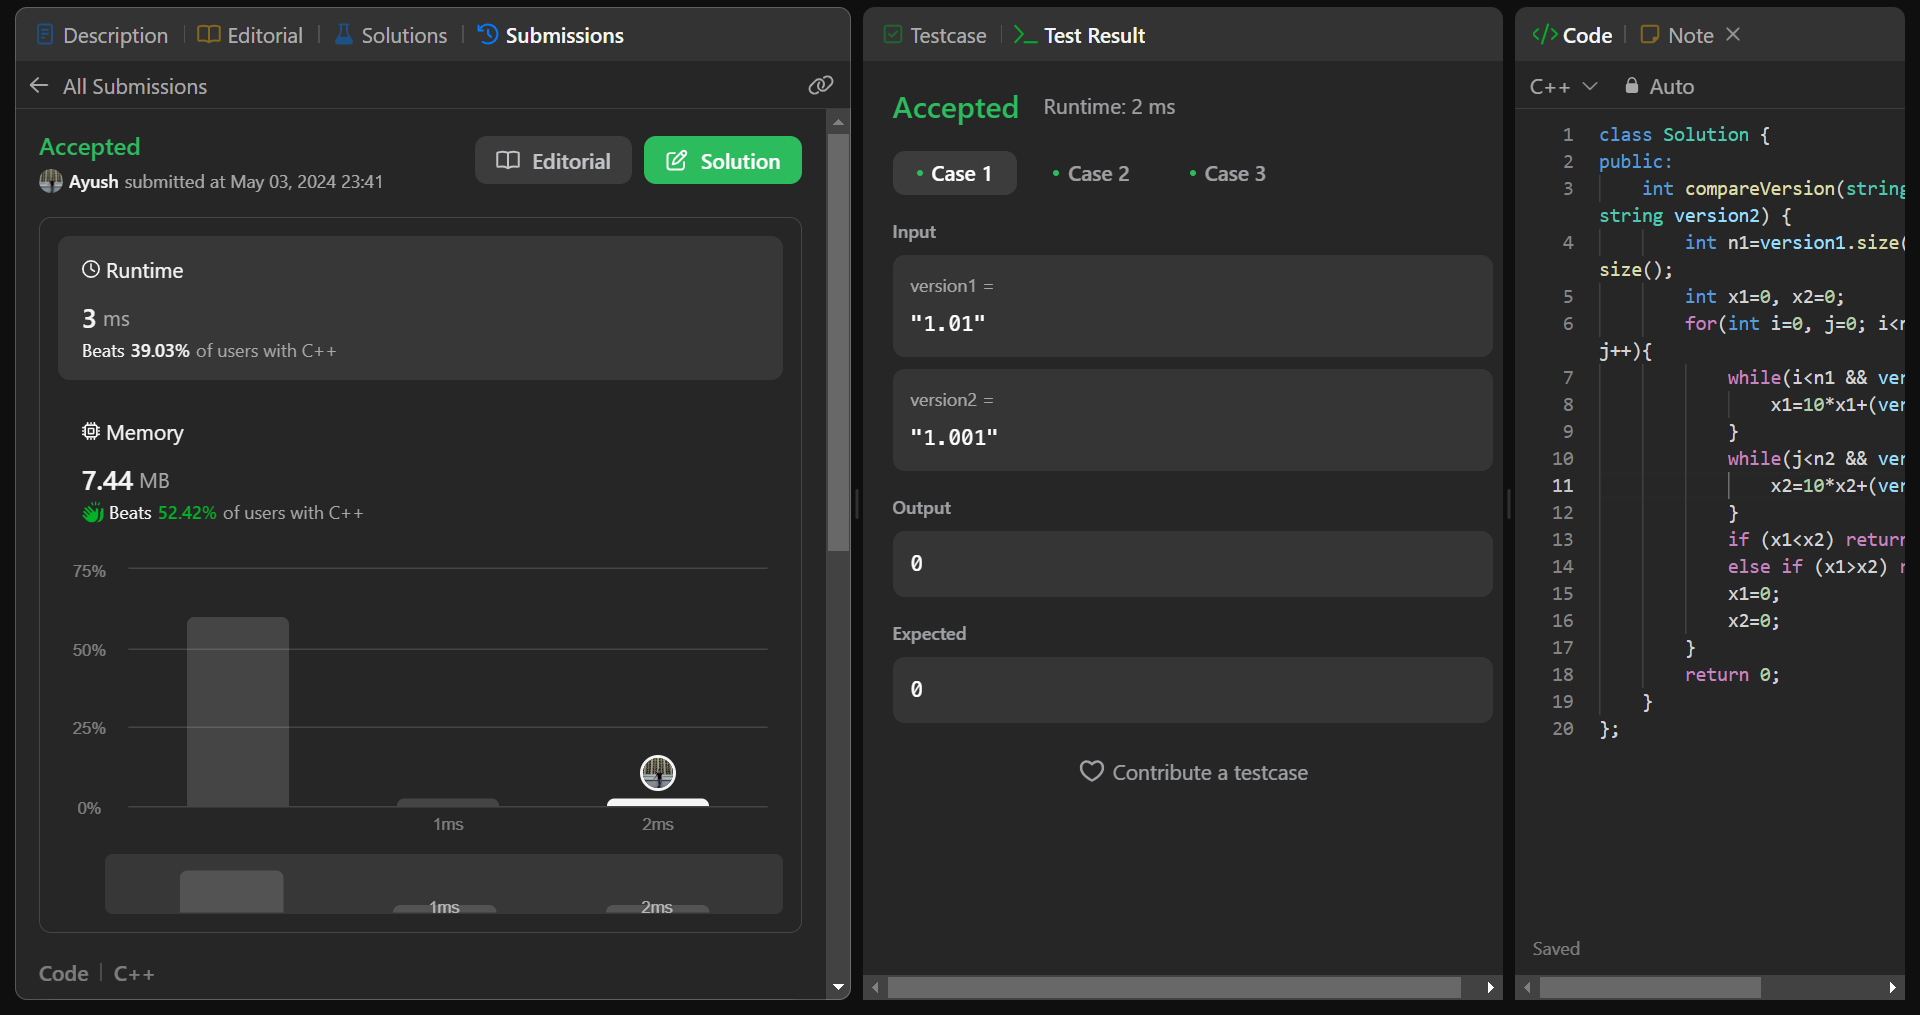 Description
Editorial
Solutions
Submissions
All Submissions
Accepted
Ayush submitted at May 03, 2024 23:41
Editorial
Solution
Runtime
3 ms
Beats 39.03% of users with C++
Memory
7.44 MB
Beats 52.42% of users with C++
75%
50%
25%
0%
1ms
2ms
1ms
2ms
Code
C++
Testcase
Test Result
Accepted
Runtime: 2 ms
Case 1
Case 2
Case 3
Input
version1 =
"1.01"
version2 =
"1.001"
Output
0
Expected
0
Contribute a testcase
Code
Note
C++
Auto
1 class Solution {
2 public:
3 int compareVersion(string
string version2) {
4 int n1=version1.size(
size();
5 int x1=0, x2=0;
6 for(int i=0, j=0; i<n
j++){
7 while(i<n1 && ver
8 x1=10*x1+(ver
9 }
10 while(j<n2 && ver
11 x2=10*x2+(ver
12 }
13 if (x1<x2) return
14 else if (x1>x2) r
15 x1=0;
16 x2=0;
17 }
18 return 0;
19 }
20 };
Saved